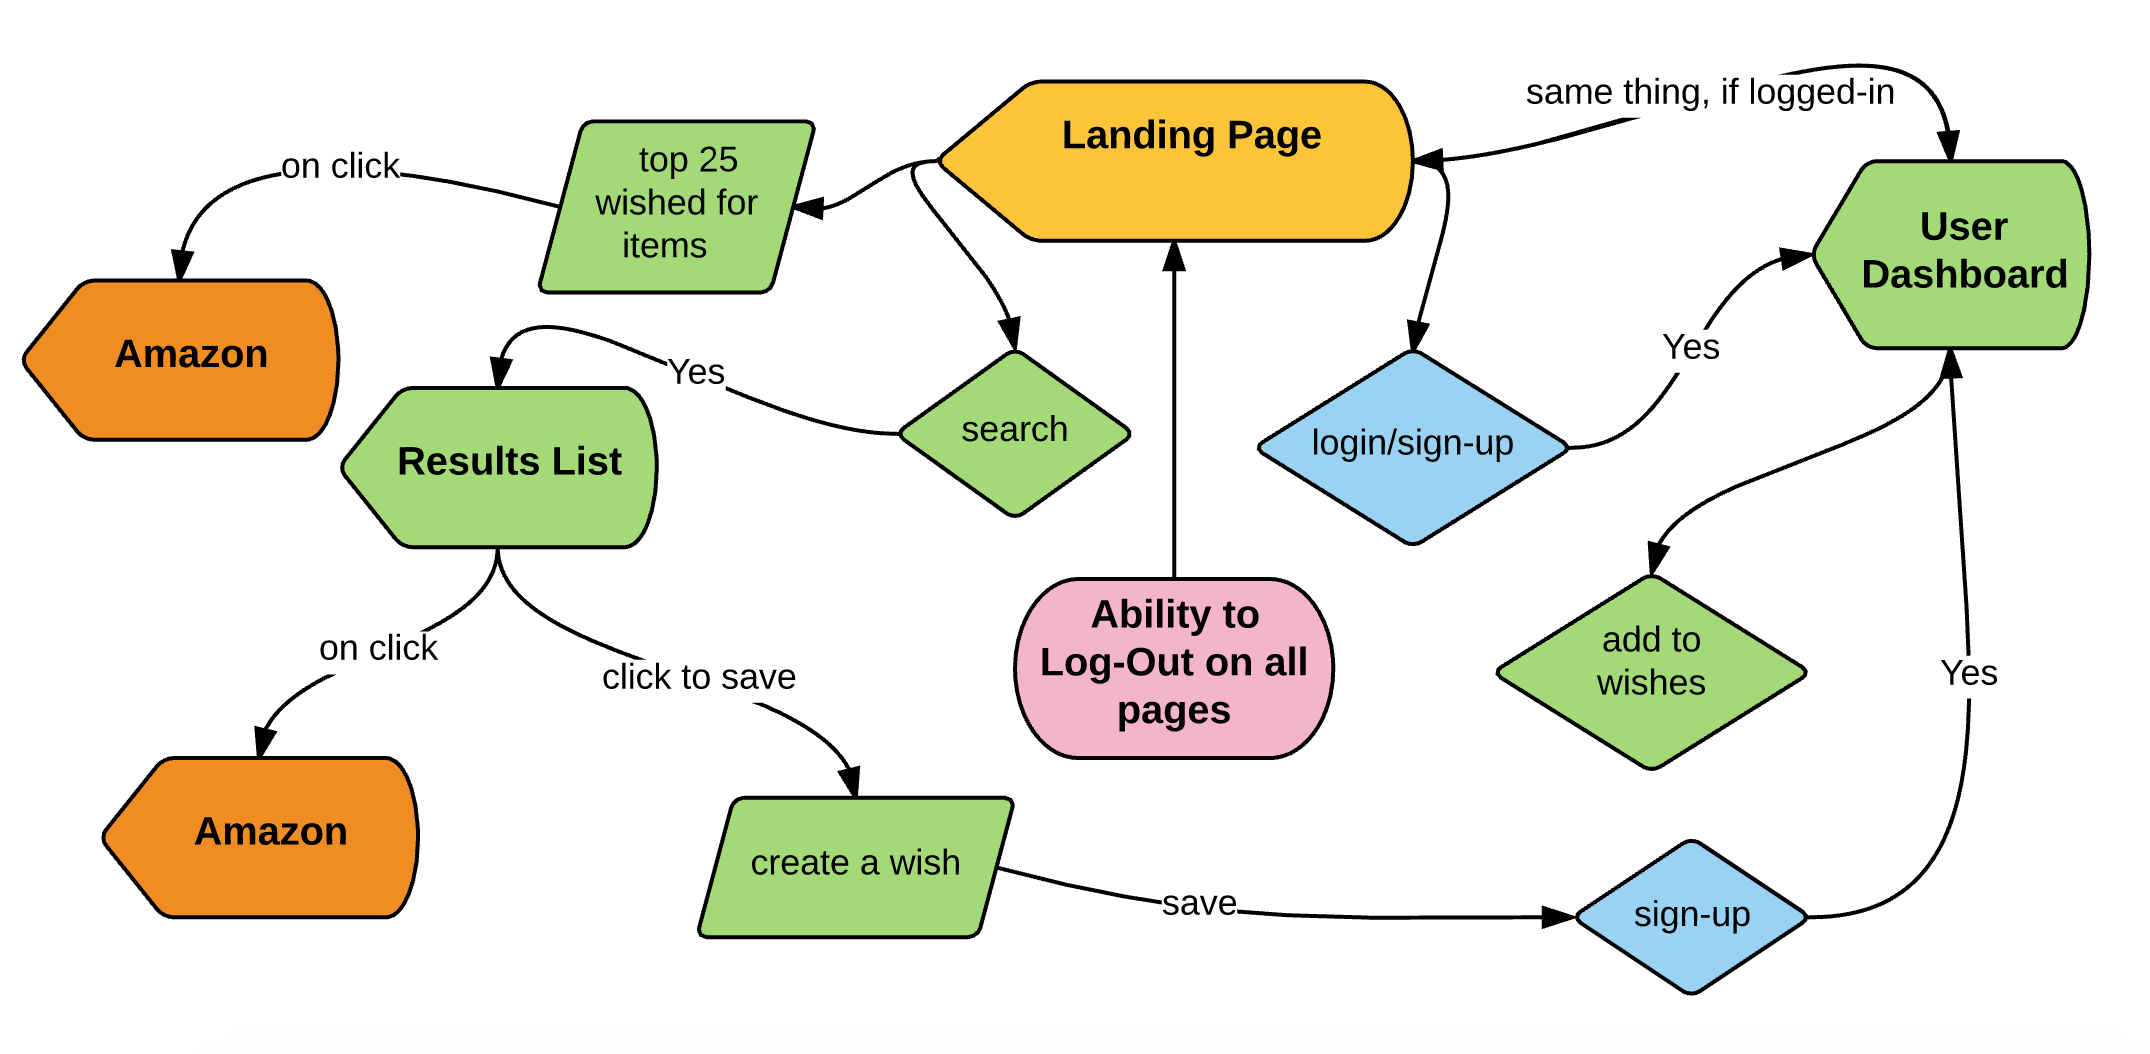 same thing, if logged-in
Landing Page
top 25
wished for
items
on click
User
Dashboard
Amazon
Yes
Yes
search
login/sign-up
Results List
Ability to
Log-Out on all
pages
add to
wishes
on click
click to save
Yes
Amazon
create a wish
save
sign-up